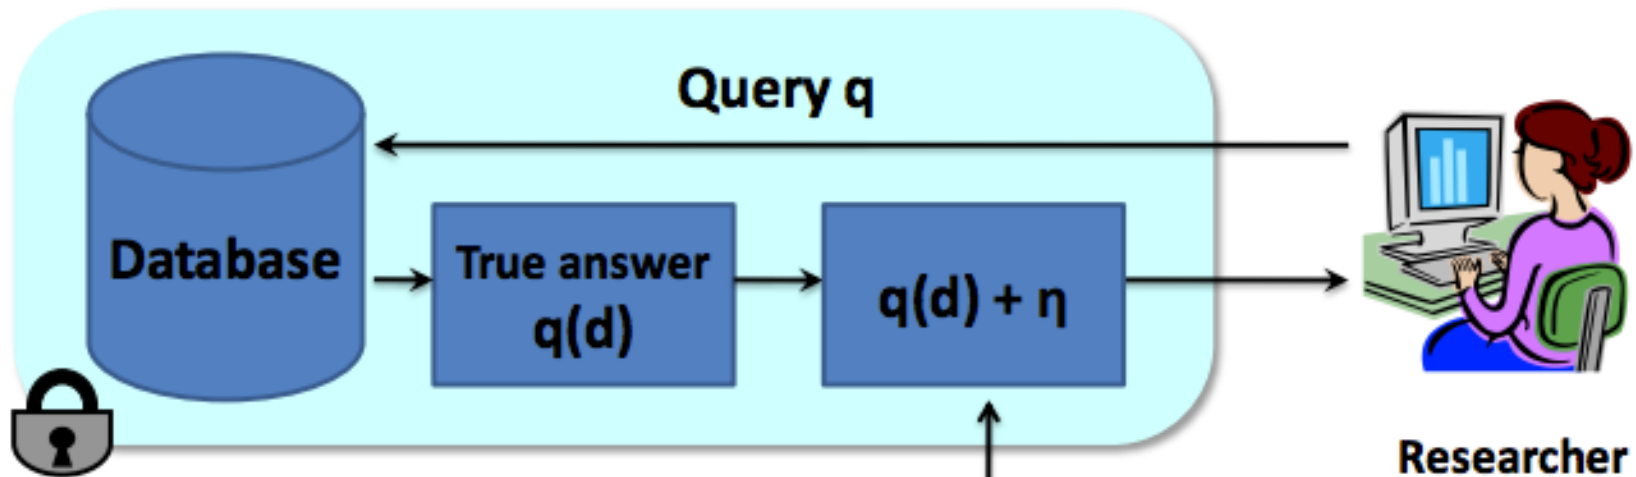 Query q
Database
True answer
q(d)
q(d) + η
Researcher